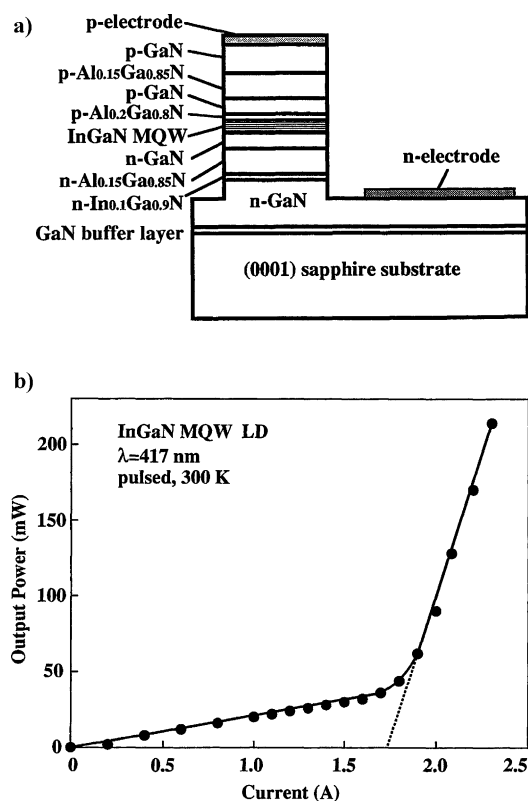 a)
p-electrode
p-GaN
p-Al0.15Ga0.85N
p-GaN
p-Al0.2Ga0.8N
InGaN MQW
n-GaN
n-Al0.15Ga0.85N
n-In0.1Ga0.9N
GaN buffer layer
n-electrode
n-GaN
(0001) sapphire substrate
b)
InGaN MQW LD
λ=417 nm
pulsed, 300 K
Output Power (mW)
200
150
100
50
0
0 0.5 1.0 1.5 2.0 2.5
Current (A)